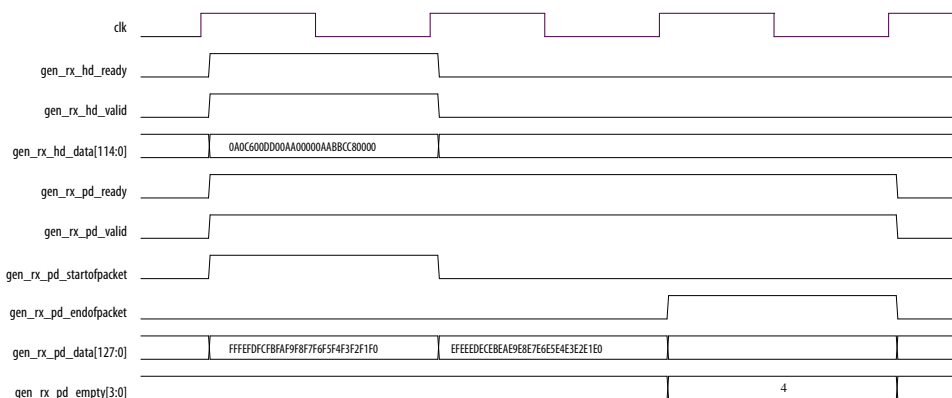 clk
gen_rx_hd_ready
gen_rx_hd_valid
gen_rx_hd_data[114:0] 0A0C600DD00AA00000AABBCC80000
gen_rx_pd_ready
gen_rx_pd_valid
gen_rx_pd_startofpacket
gen_rx_pd_endofpacket
gen_rx_pd_data[127:0] FFFEFDFCFBFAF9F8F7F6F5F4F3F2F1F0 EFEEEDECEBEAE9E8E7E6E5E4E3E2E1E0
gen_rx_pd_empty[3:0] 4